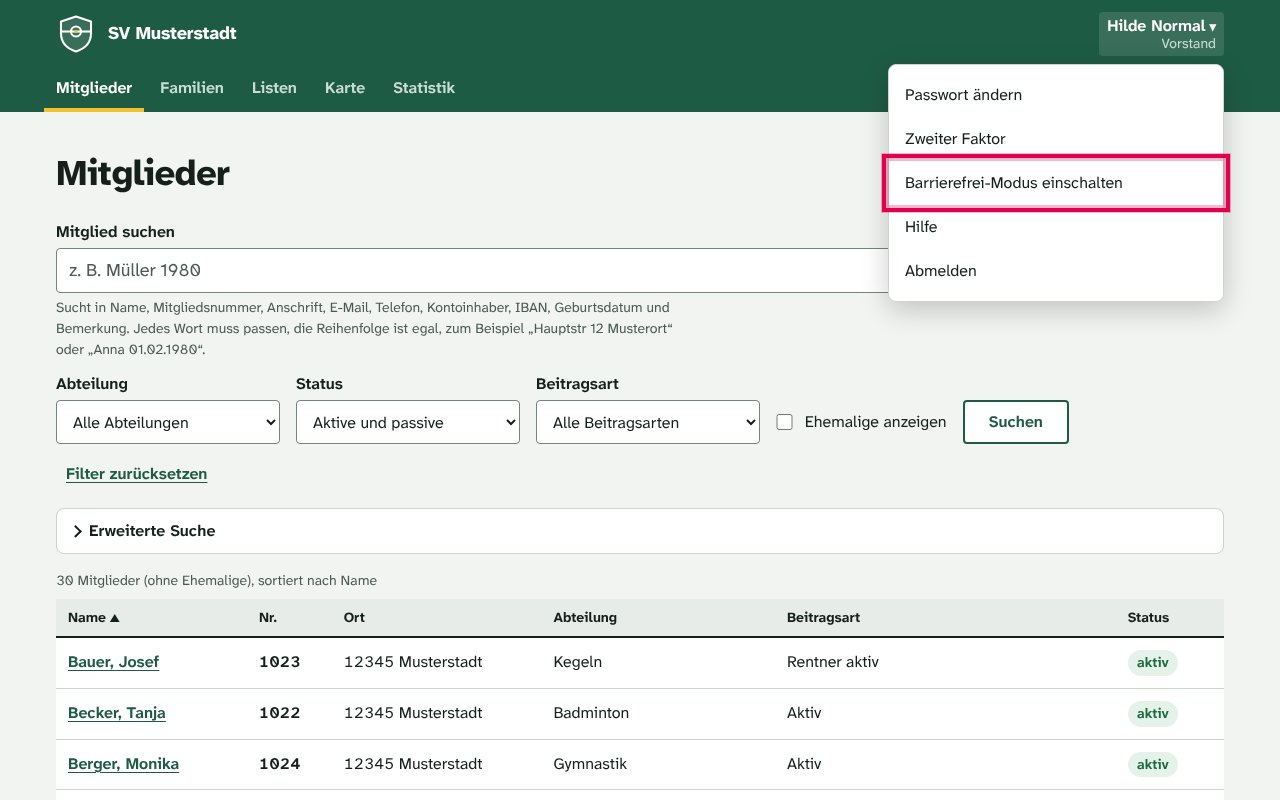 SV Musterstadt
Hilde Normal ▾
Vorstand
Mitglieder Familien Listen Karte Statistik
Passwort ändern
Zweiter Faktor
Barrierefrei-Modus einschalten
Hilfe
Abmelden
Mitglieder
Mitglied suchen
z. B. Müller 1980
Sucht in Name, Mitgliedsnummer, Anschrift, E-Mail, Telefon, Kontoinhaber, IBAN, Geburtsdatum und
Bemerkung. Jedes Wort muss passen, die Reihenfolge ist egal, zum Beispiel „Hauptstr 12 Musterort“
oder „Anna 01.02.1980“.
Abteilung Status Beitragsart
Alle Abteilungen Aktive und passive Alle Beitragsarten Ehemalige anzeigen Suchen
Filter zurücksetzen
Erweiterte Suche
30 Mitglieder (ohne Ehemalige), sortiert nach Name
Name ▲ Nr. Ort Abteilung Beitragsart Status
Bauer, Josef 1023 12345 Musterstadt Kegeln Rentner aktiv aktiv
Becker, Tanja 1022 12345 Musterstadt Badminton Aktiv aktiv
Berger, Monika 1024 12345 Musterstadt Gymnastik Aktiv aktiv